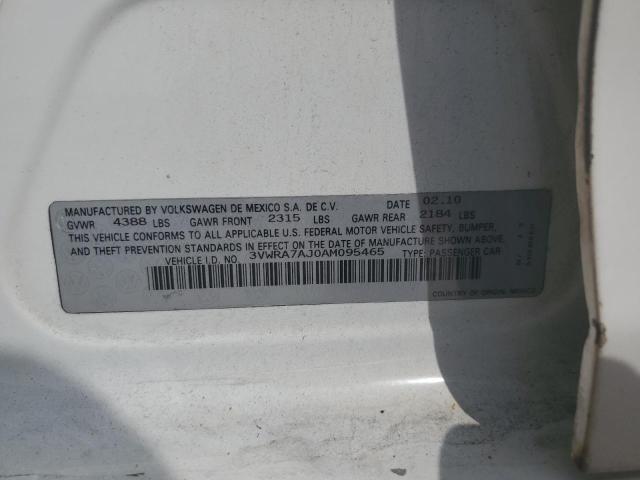 MANUFACTURED BY VOLKSWAGEN DE MEXICO S.A. DE C.V. DATE 02.10
GVWR 4388 LBS GAWR FRONT 2315 LBS GAWR REAR 2184 LBS
THIS VEHICLE CONFORMS TO ALL APPLICABLE U.S. FEDERAL MOTOR VEHICLE SAFETY, BUMPER,
AND THEFT PREVENTION STANDARDS IN EFFECT ON THE DATE OF MANUFACTURE SHOWN ABOVE.
VEHICLE I.D. NO. 3VWRA7AJ0AM095465 TYPE: PASSENGER CAR
COUNTRY OF ORIGIN: MEXICO